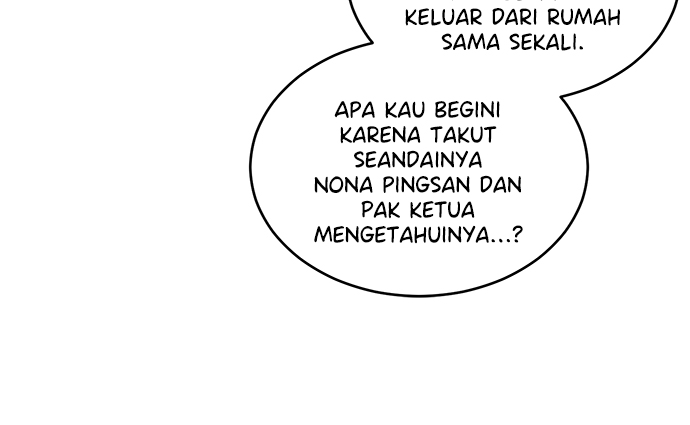 KELUAR DARI RUMAH
SAMA SEKALI.
APA KAU BEGINI
KARENA TAKUT
SEANDAINYA
NONA PINGSAN DAN
PAK KETUA
MENGETAHUINYA...?